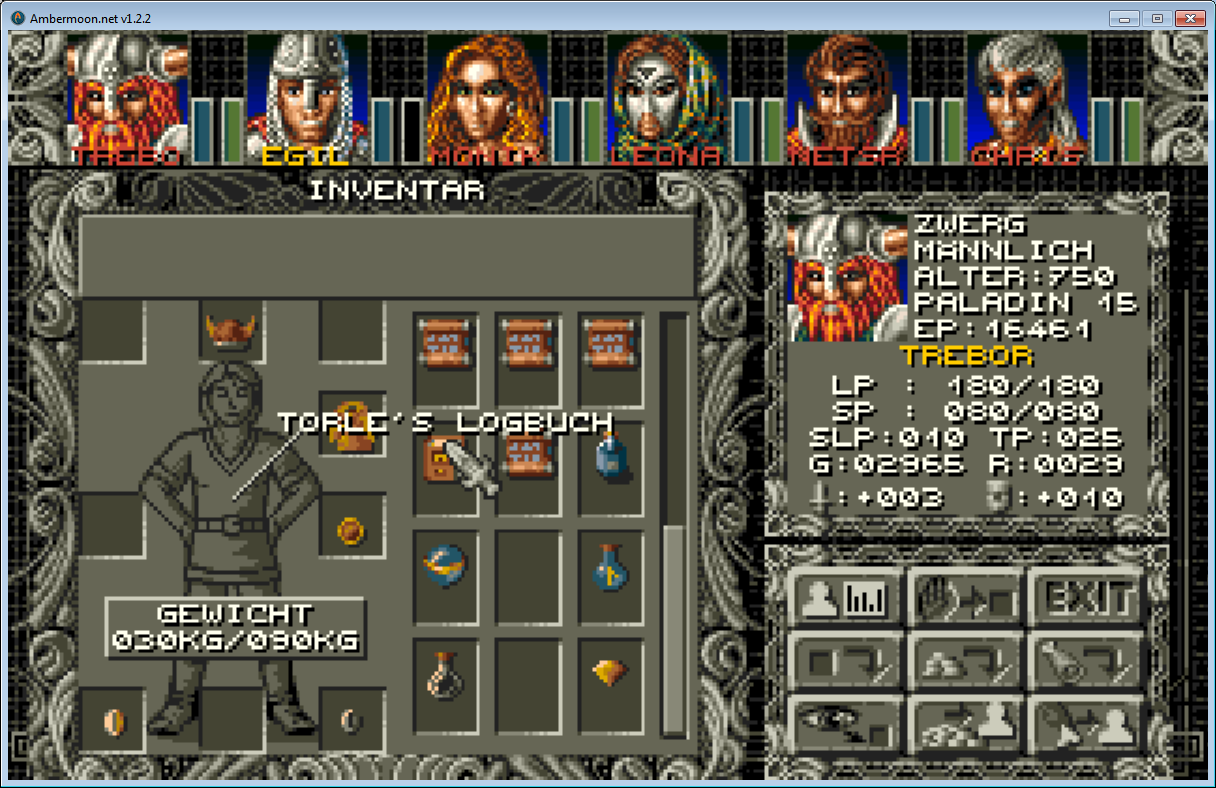 Ambermoon.net v1.2.2
TREBO EGIL MONIK LEONA NETSR CHRIS
INVENTAR
ZWERG
MÄNNLICH
ALTER:750
PALADIN 15
EP:16461
TREBOR
LP : 180/180
SP : 080/080
SLP:010 TP:025
G:02965 R:0029
:+003 :+010
TORLE'S LOGBUCH
GEWICHT
030KG/090KG
EXIT